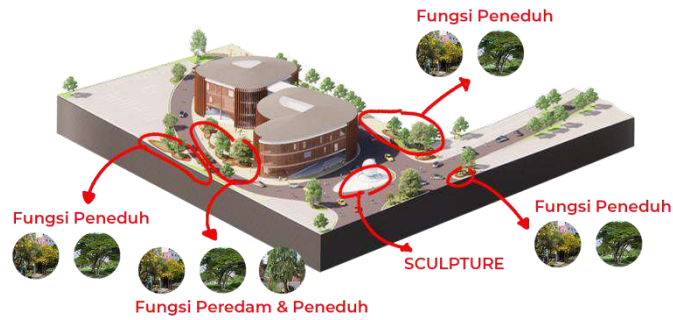 Fungsi Peneduh
Fungsi Peneduh
Fungsi Peneduh
SCULPTURE
Fungsi Peredam & Peneduh